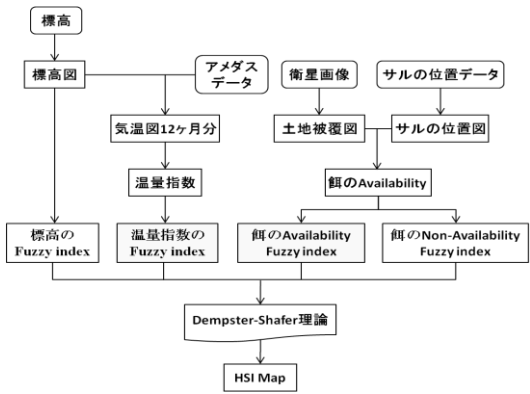 標高
標高図
アメダス
データ
衛星画像
サルの位置データ
気温図12ヶ月分
土地被覆図
サルの位置図
温量指数
餌のAvailability
標高の
Fuzzy index
温量指数の
Fuzzy index
餌のAvailability
Fuzzy index
餌のNon-Availability
Fuzzy index
Dempster-Shafer理論
HSI Map